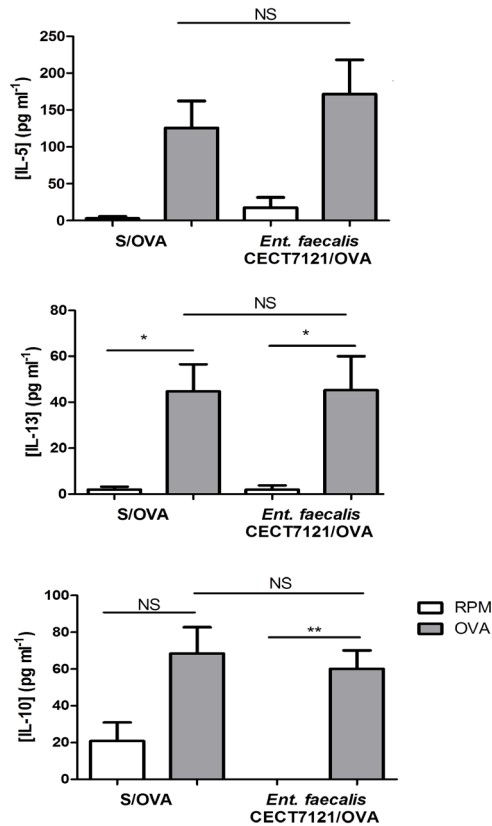 NS
250
200
150
100
50
0
[IL-5] (pg ml⁻¹)
S/OVA
Ent. faecalis
CECT7121/OVA
NS
*
*
80
60
40
20
0
[IL-13] (pg ml⁻¹)
S/OVA
Ent. faecalis
CECT7121/OVA
NS
NS
**
100
80
60
40
20
0
[IL-10] (pg ml⁻¹)
S/OVA
Ent. faecalis
CECT7121/OVA
RPM
OVA